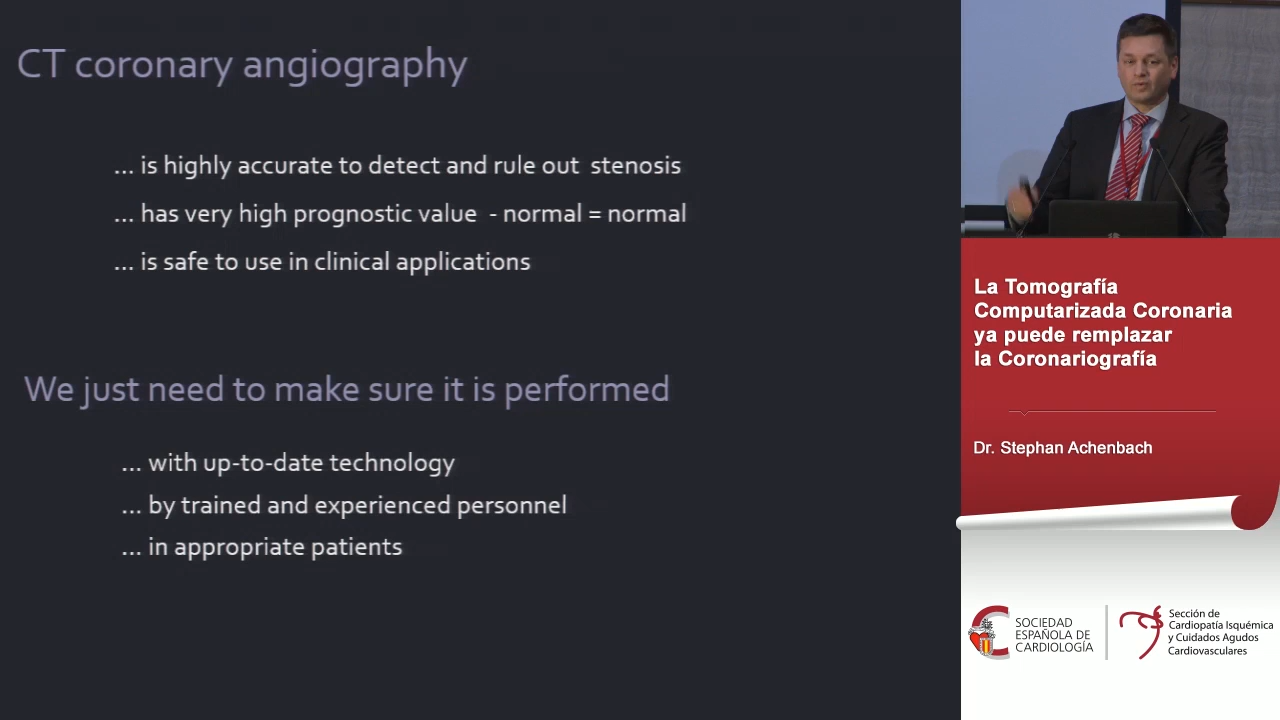 CT coronary angiography
... is highly accurate to detect and rule out stenosis
... has very high prognostic value - normal = normal
... is safe to use in clinical applications
We just need to make sure it is performed
... with up-to-date technology
... by trained and experienced personnel
... in appropriate patients
La Tomografía
Computarizada Coronaria
ya puede remplazar
la Coronariografía
Dr. Stephan Achenbach
SOCIEDAD
ESPAÑOLA DE
CARDIOLOGÍA
Sección de
Cardiopatía Isquémica
y Cuidados Agudos
Cardiovasculares